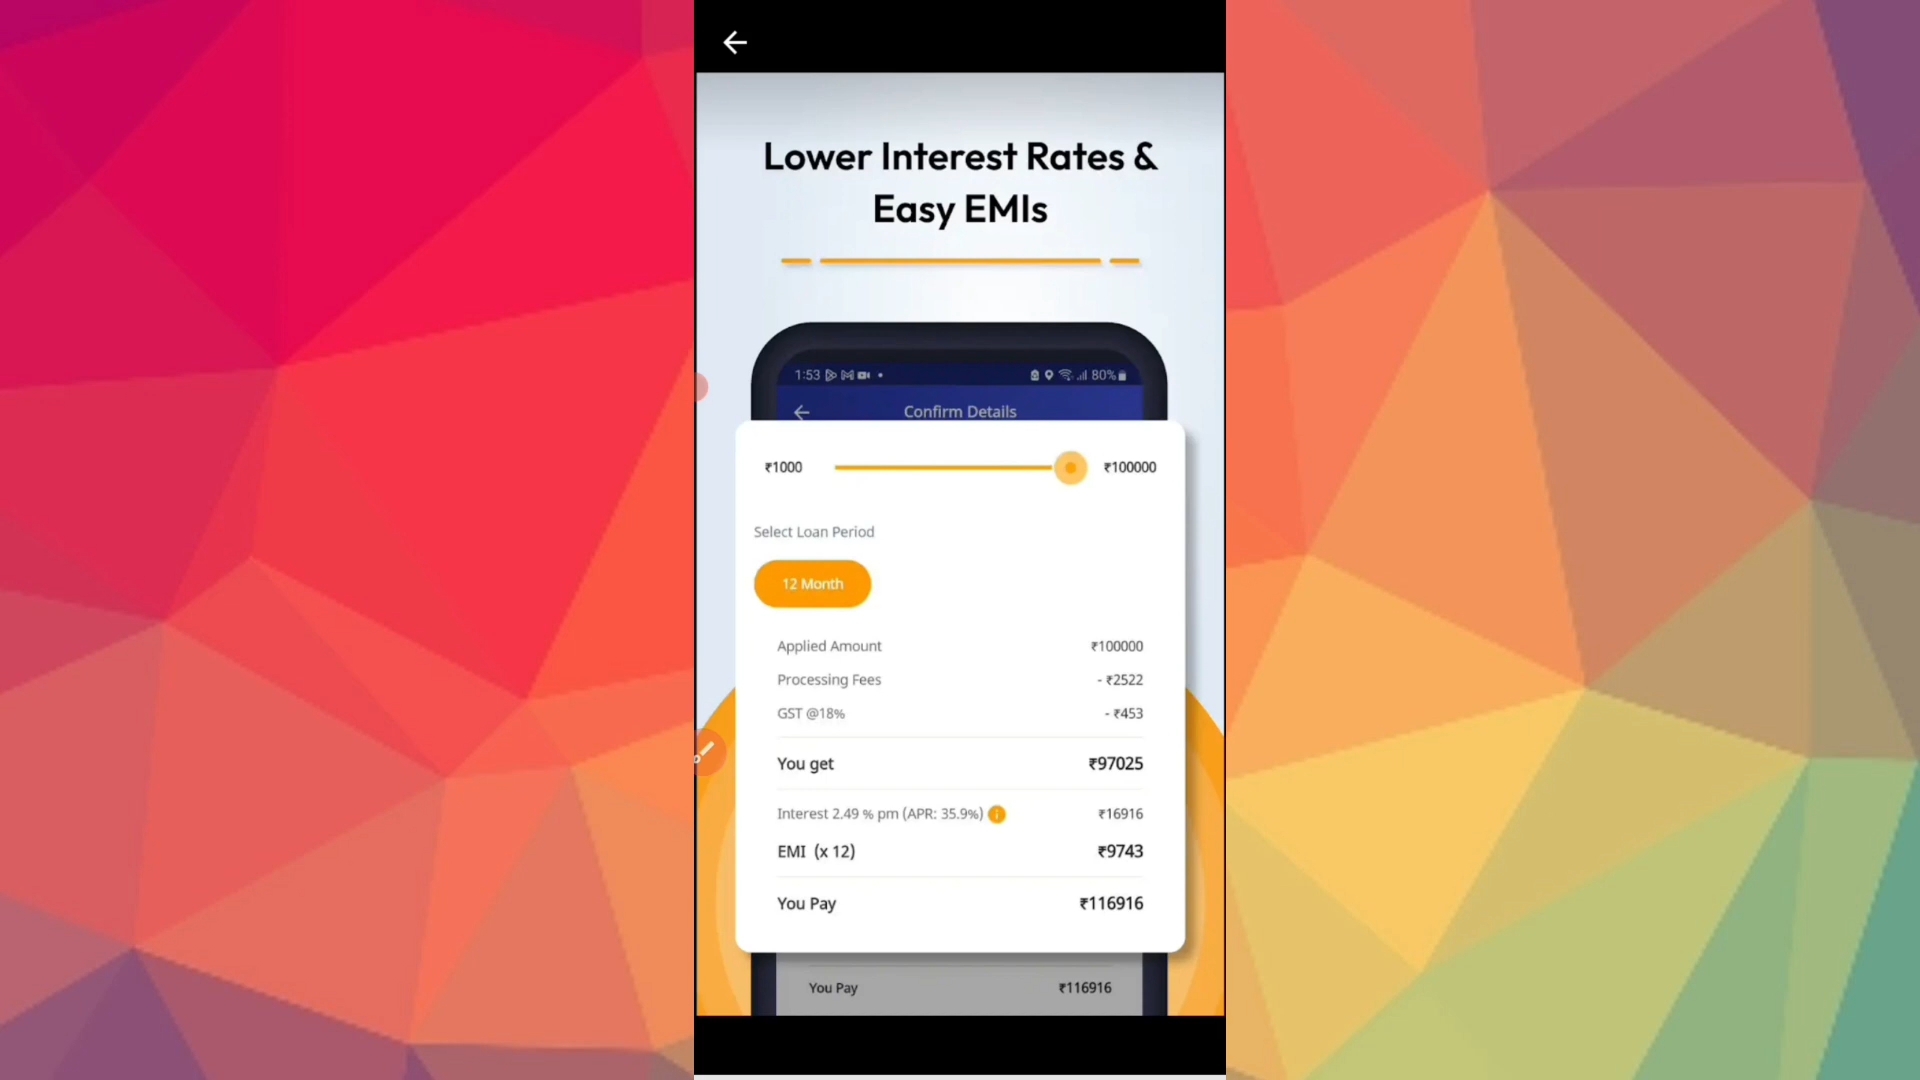 Lower Interest Rates &
Easy EMIs
1:53 80%
Confirm Details
₹1000 ₹100000
Select Loan Period
12 Month
Applied Amount ₹100000
Processing Fees - ₹2522
GST @18% - ₹453
You get ₹97025
Interest 2.49 % pm (APR: 35.9%) ₹16916
EMI (x 12) ₹9743
You Pay ₹116916
You Pay ₹116916